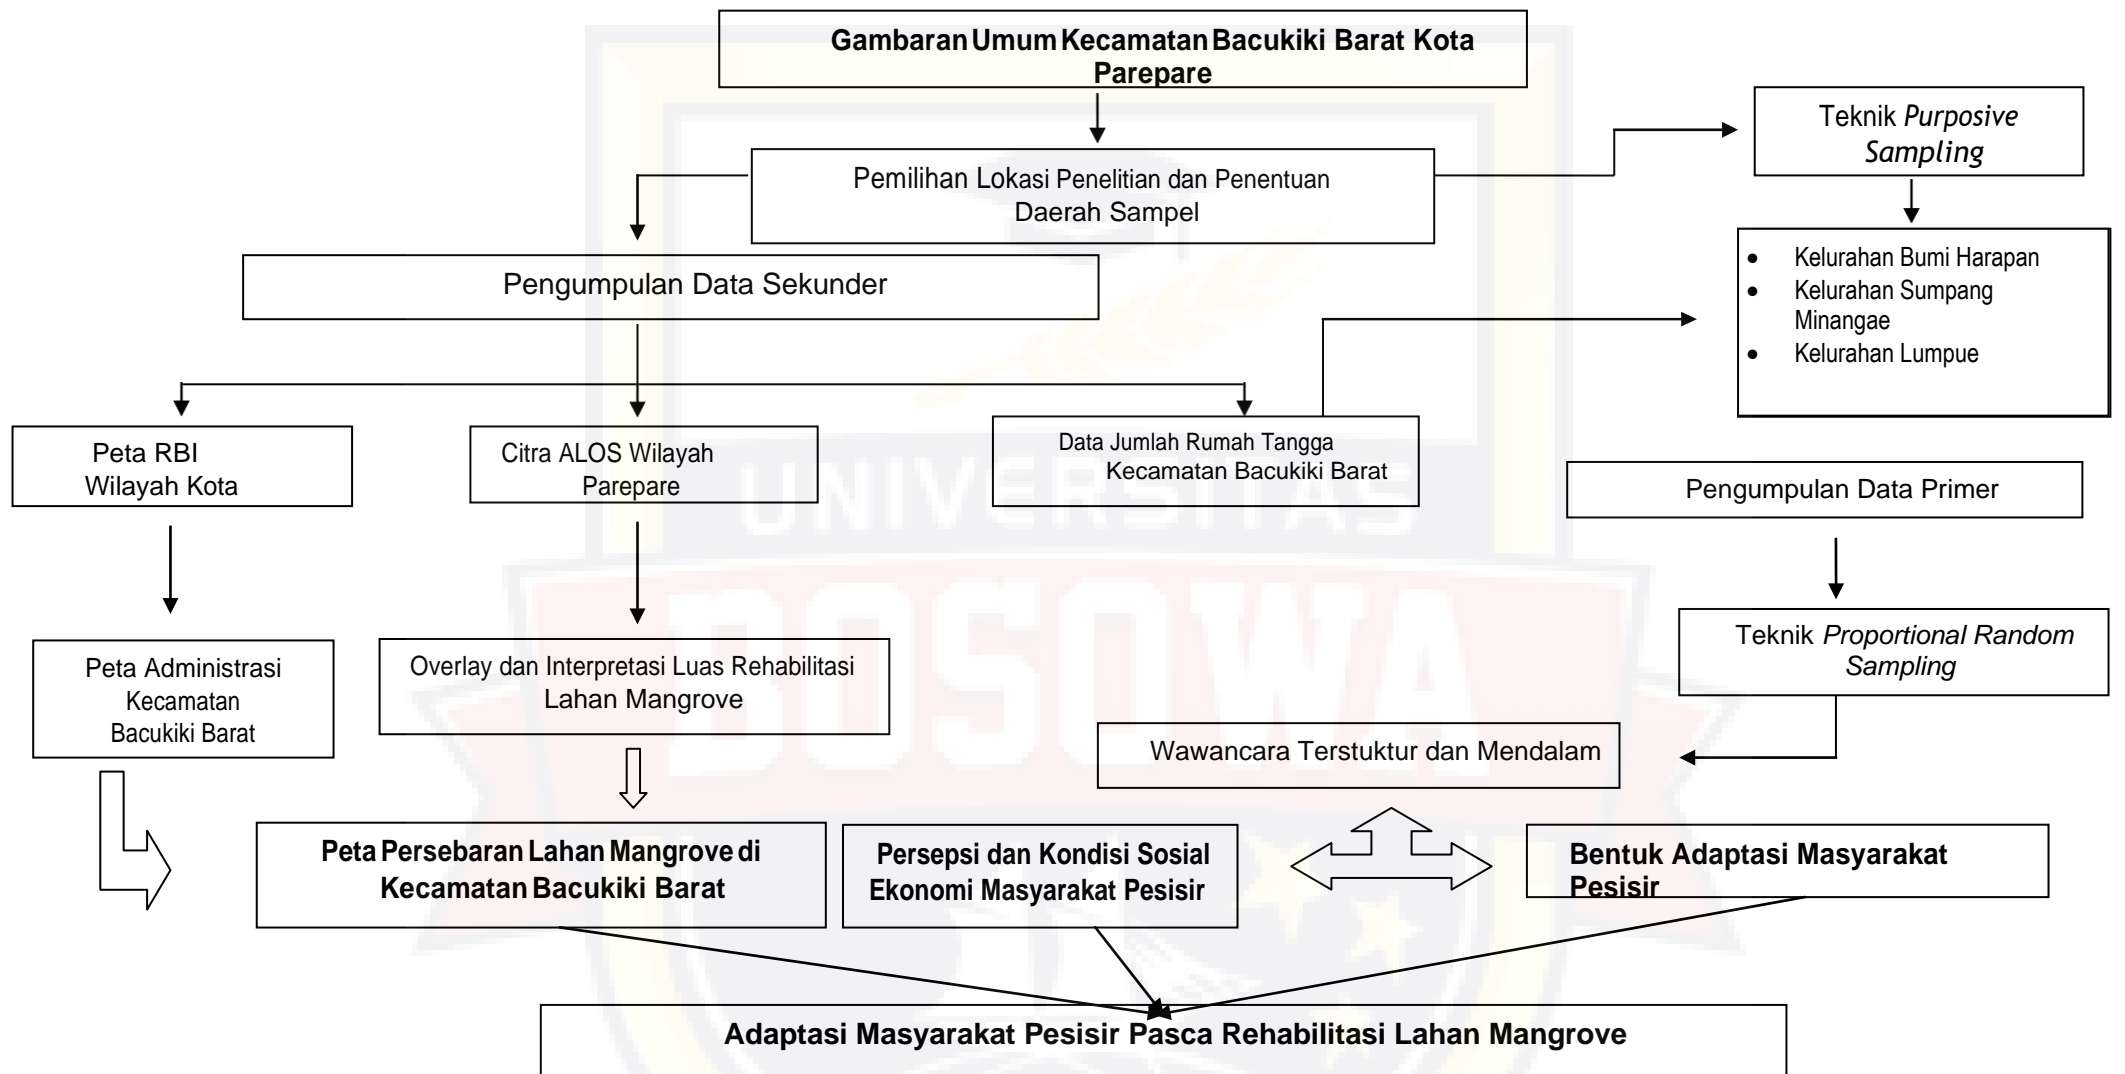 Gambaran Umum Kecamatan Bacukiki Barat Kota
Parepare
Teknik Purposive
Sampling
Pemilihan Lokasi Penelitian dan Penentuan
Daerah Sampel
Pengumpulan Data Sekunder
• Kelurahan Bumi Harapan
• Kelurahan Sumpang
Minangae
• Kelurahan Lumpue
Peta RBI
Wilayah Kota
Citra ALOS Wilayah
Parepare
Data Jumlah Rumah Tangga
Kecamatan Bacukiki Barat
Pengumpulan Data Primer
UNIVERSITAS
BOSOWA
Teknik Proportional Random
Sampling
Peta Administrasi
Kecamatan
Bacukiki Barat
Overlay dan Interpretasi Luas Rehabilitasi
Lahan Mangrove
Wawancara Terstuktur dan Mendalam
Peta Persebaran Lahan Mangrove di
Kecamatan Bacukiki Barat
Persepsi dan Kondisi Sosial
Ekonomi Masyarakat Pesisir
Bentuk Adaptasi Masyarakat
Pesisir
Adaptasi Masyarakat Pesisir Pasca Rehabilitasi Lahan Mangrove